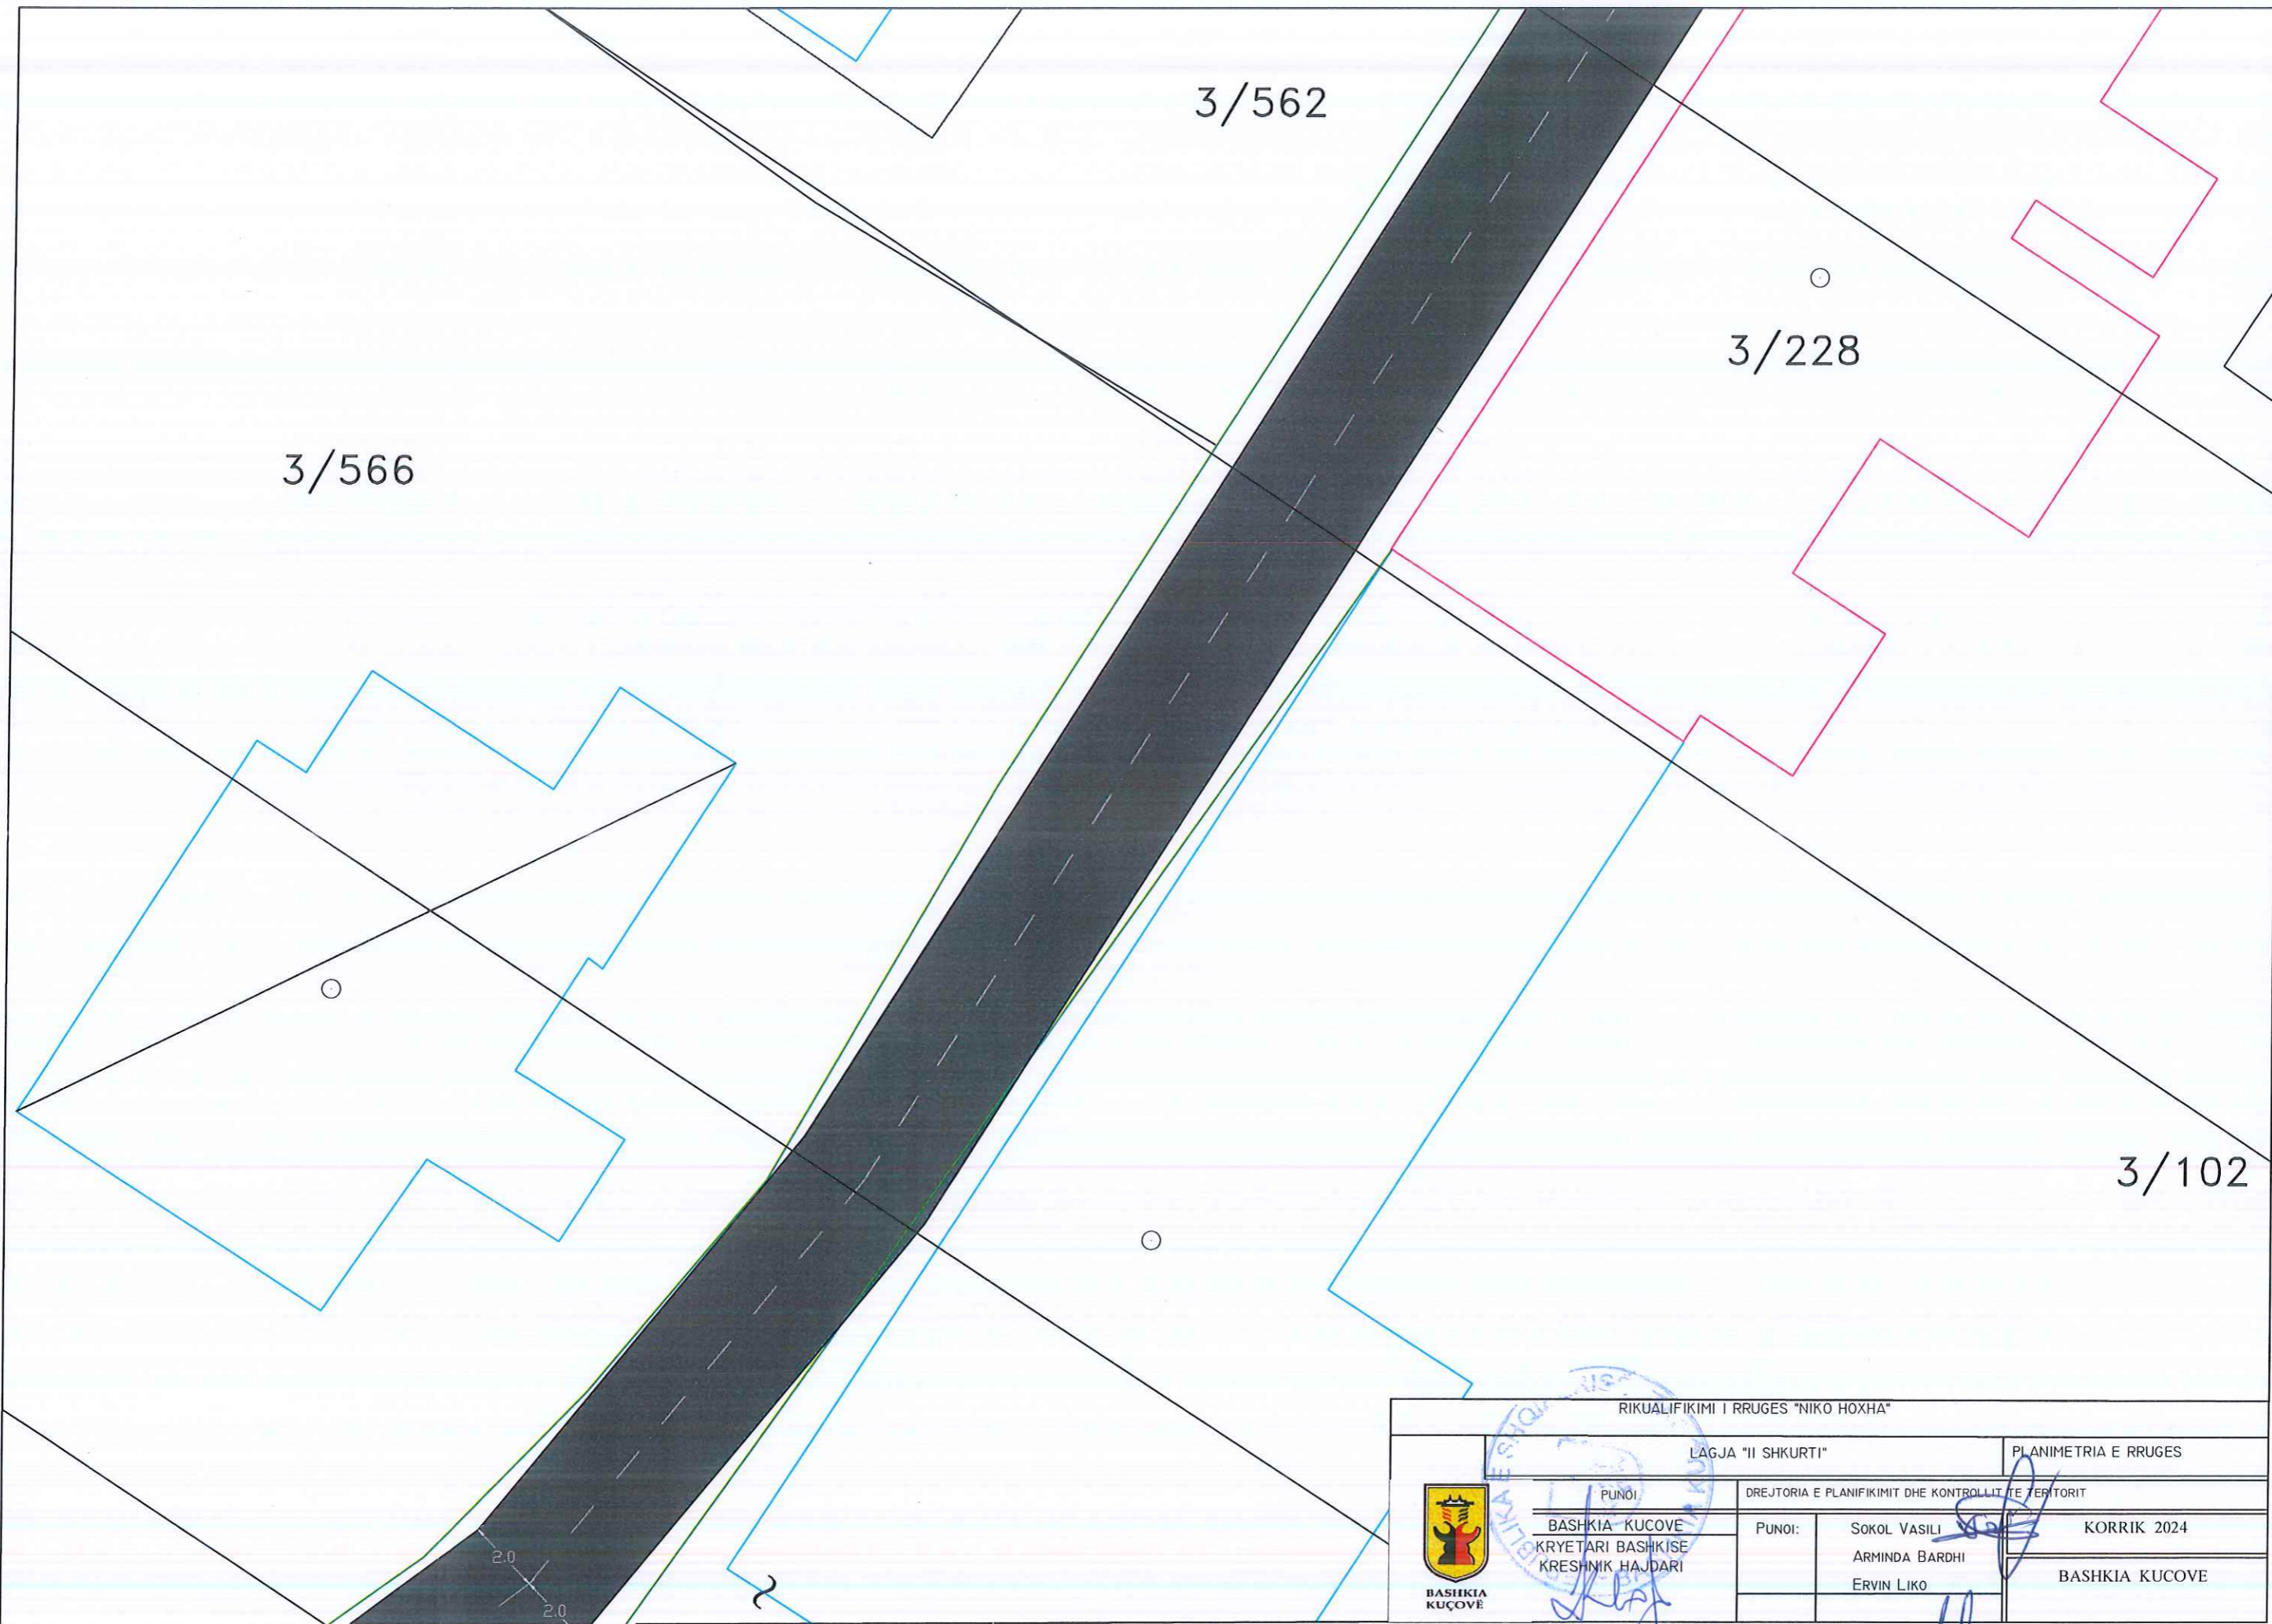 3/562
3/228
3/566
3/102
2.0
2.0
RIKUALIFIKIMI I RRUGES "NIKO HOXHA"
LAGJA "II SHKURTI"
PLANIMETRIA E RRUGES
PUNOI
DREJTORIA E PLANIFIKIMIT DHE KONTROLLIT TE TERITORIT
BASHKIA KUCOVE
KRYETARI BASHKISE
KRESHNIK HAJDARI
PUNOI:
SOKOL VASILI
ARMINDA BARDHI
ERVIN LIKO
KORRIK 2024
BASHKIA KUCOVE
BASHKIA
KUÇOVË